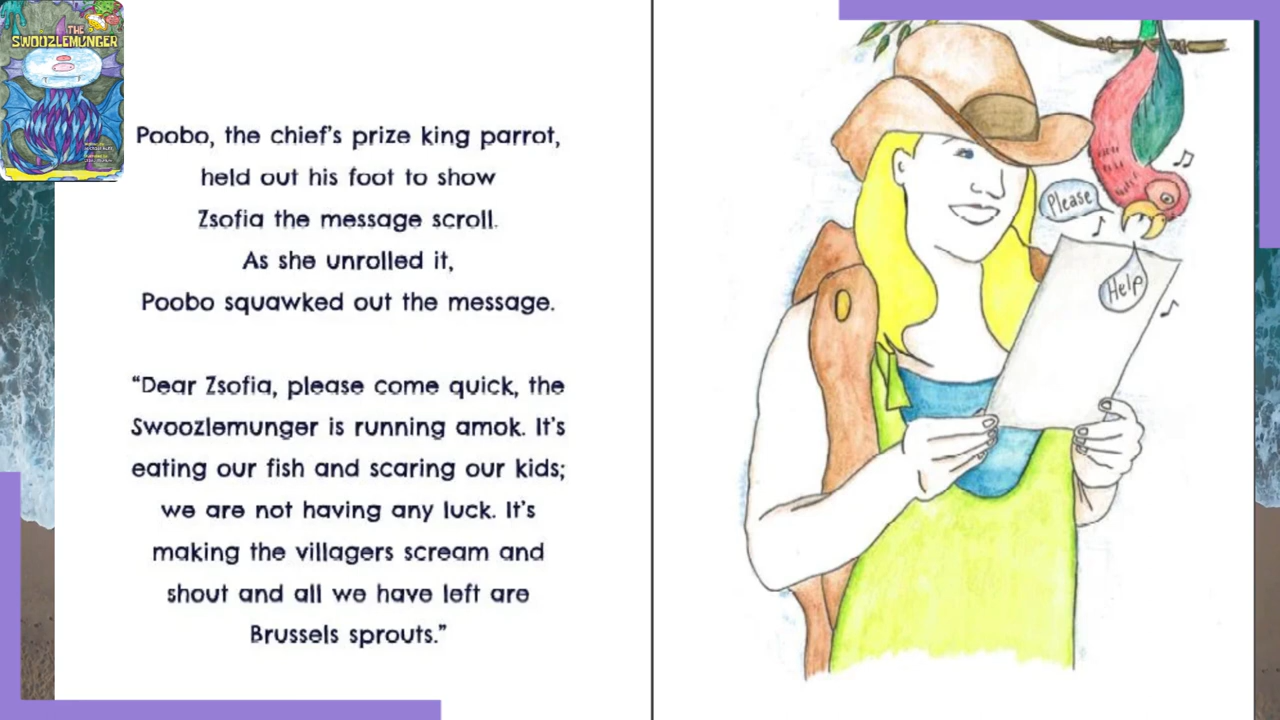 THE
SWOOZLEMUNGER
Poobo, the chief's prize king parrot,
held out his foot to show
Zsofia the message scroll.
As she unrolled it,
Poobo squawked out the message.
“Dear Zsofia, please come quick, the
Swoozlemunger is running amok. It's
eating our fish and scaring our kids;
we are not having any luck. It's
making the villagers scream and
shout and all we have left are
Brussels sprouts.”
Please
Help